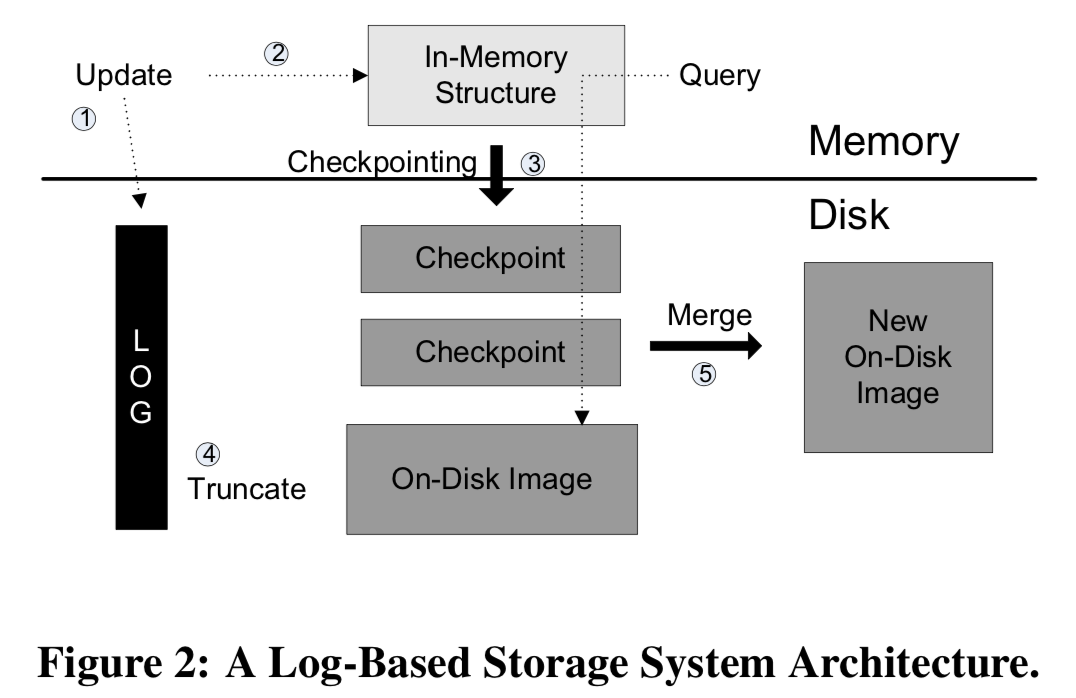 Update
②
In-Memory
Structure
Query
①
Memory
Checkpointing
③
Disk
Checkpoint
Checkpoint
L
O
G
Merge
⑤
New
On-Disk
Image
④
Truncate
On-Disk Image
Figure 2: A Log-Based Storage System Architecture.